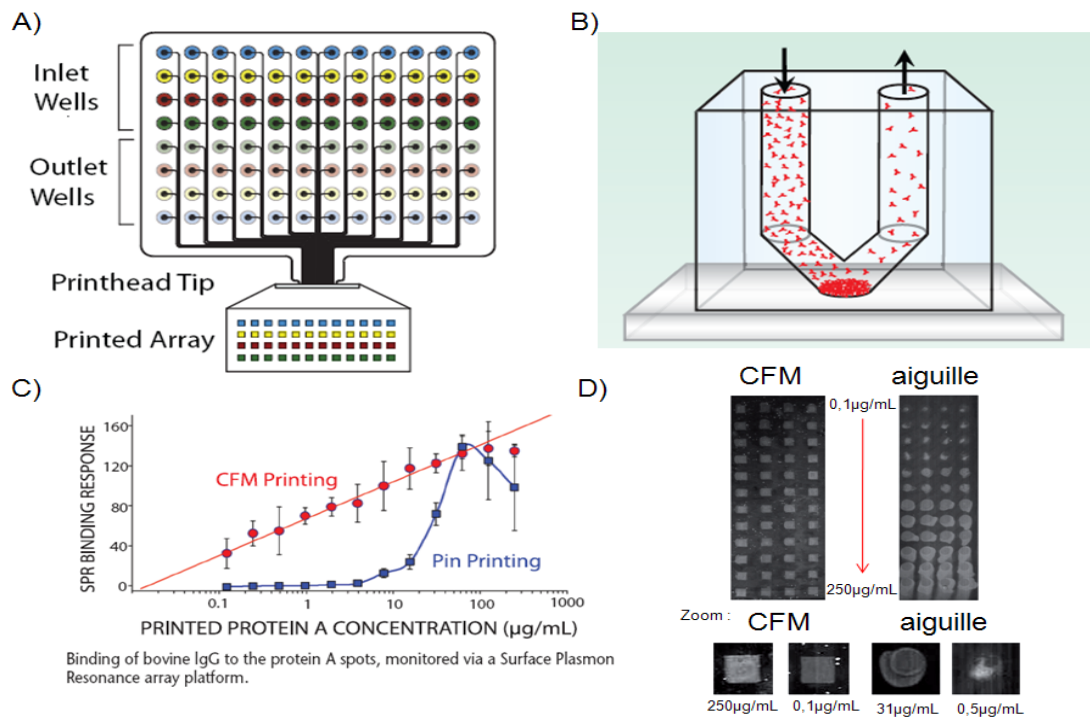 A)
Inlet
Wells
Outlet
Wells
Printhead Tip
Printed Array
B)
C)
SPR BINDING RESPONSE
160
120
80
40
0
CFM Printing
Pin Printing
0.1
1
10
100
1000
PRINTED PROTEIN A CONCENTRATION (µg/mL)
Binding of bovine IgG to the protein A spots, monitored via a Surface Plasmon
Resonance array platform.
D)
CFM
aiguille
0,1µg/mL
250µg/mL
Zoom :
CFM
aiguille
250µg/mL
0,1µg/mL
31µg/mL
0,5µg/mL